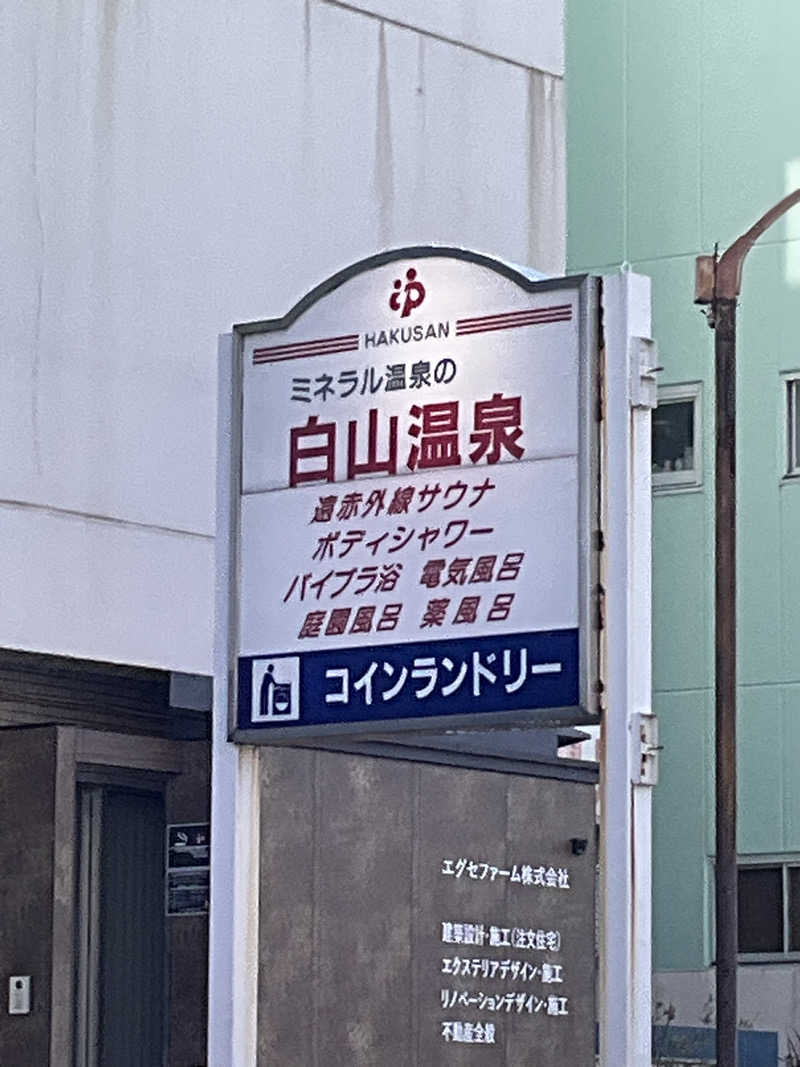 HAKUSAN
ミネラル温泉の
白山温泉
遠赤外線サウナ
ボディシャワー
バイブラ浴 電気風呂
庭園風呂 薬風呂
コインランドリー
エグゼファーム株式会社
建築設計・施工(注文住宅)
エクステリアデザイン・施工
リノベーションデザイン・施工
不動産全般